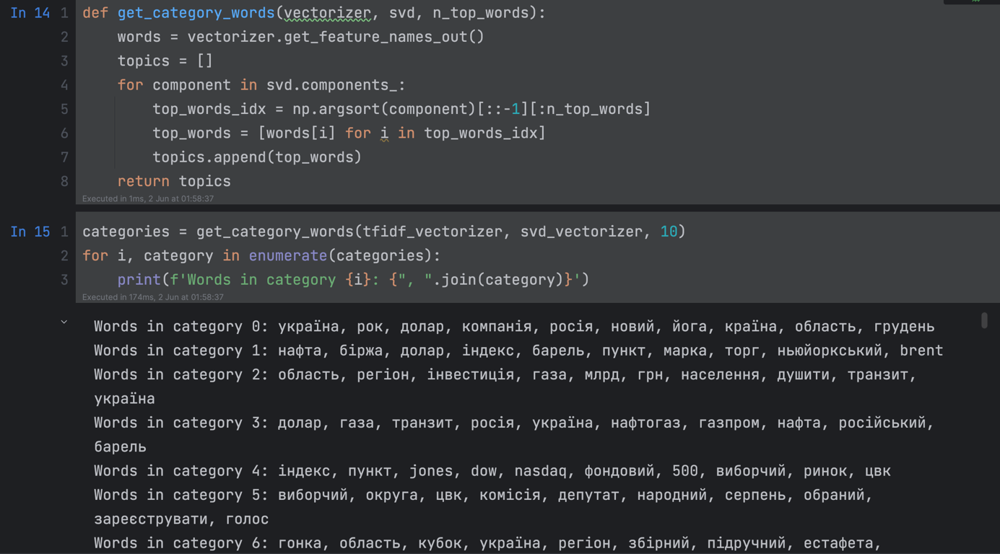 In 14 1 def get_category_words(vectorizer, svd, n_top_words):
2 words = vectorizer.get_feature_names_out()
3 topics = []
4 for component in svd.components_:
5 top_words_idx = np.argsort(component)[::-1][:n_top_words]
6 top_words = [words[i] for i in top_words_idx]
7 topics.append(top_words)
8 return topics
Executed in 1ms, 2 Jun at 01:58:37
In 15 1 categories = get_category_words(tfidf_vectorizer, svd_vectorizer, 10)
2 for i, category in enumerate(categories):
3 print(f'Words in category {i}: {", ".join(category)}')
Executed in 174ms, 2 Jun at 01:58:37
Words in category 0: україна, рок, долар, компанія, росія, новий, йога, країна, область, грудень
Words in category 1: нафта, біржа, долар, індекс, барель, пункт, марка, торг, ньюйоркський, brent
Words in category 2: область, регіон, інвестиція, газа, млрд, грн, населення, душити, транзит,
україна
Words in category 3: долар, газа, транзит, росія, україна, нафтогаз, газпром, нафта, російський,
барель
Words in category 4: індекс, пункт, jones, dow, nasdaq, фондовий, 500, виборчий, ринок, цвк
Words in category 5: виборчий, округа, цвк, комісія, депутат, народний, серпень, обраний,
зареєструвати, голос
Words in category 6: гонка, область, кубок, україна, регіон, збірний, підручний, естафета,